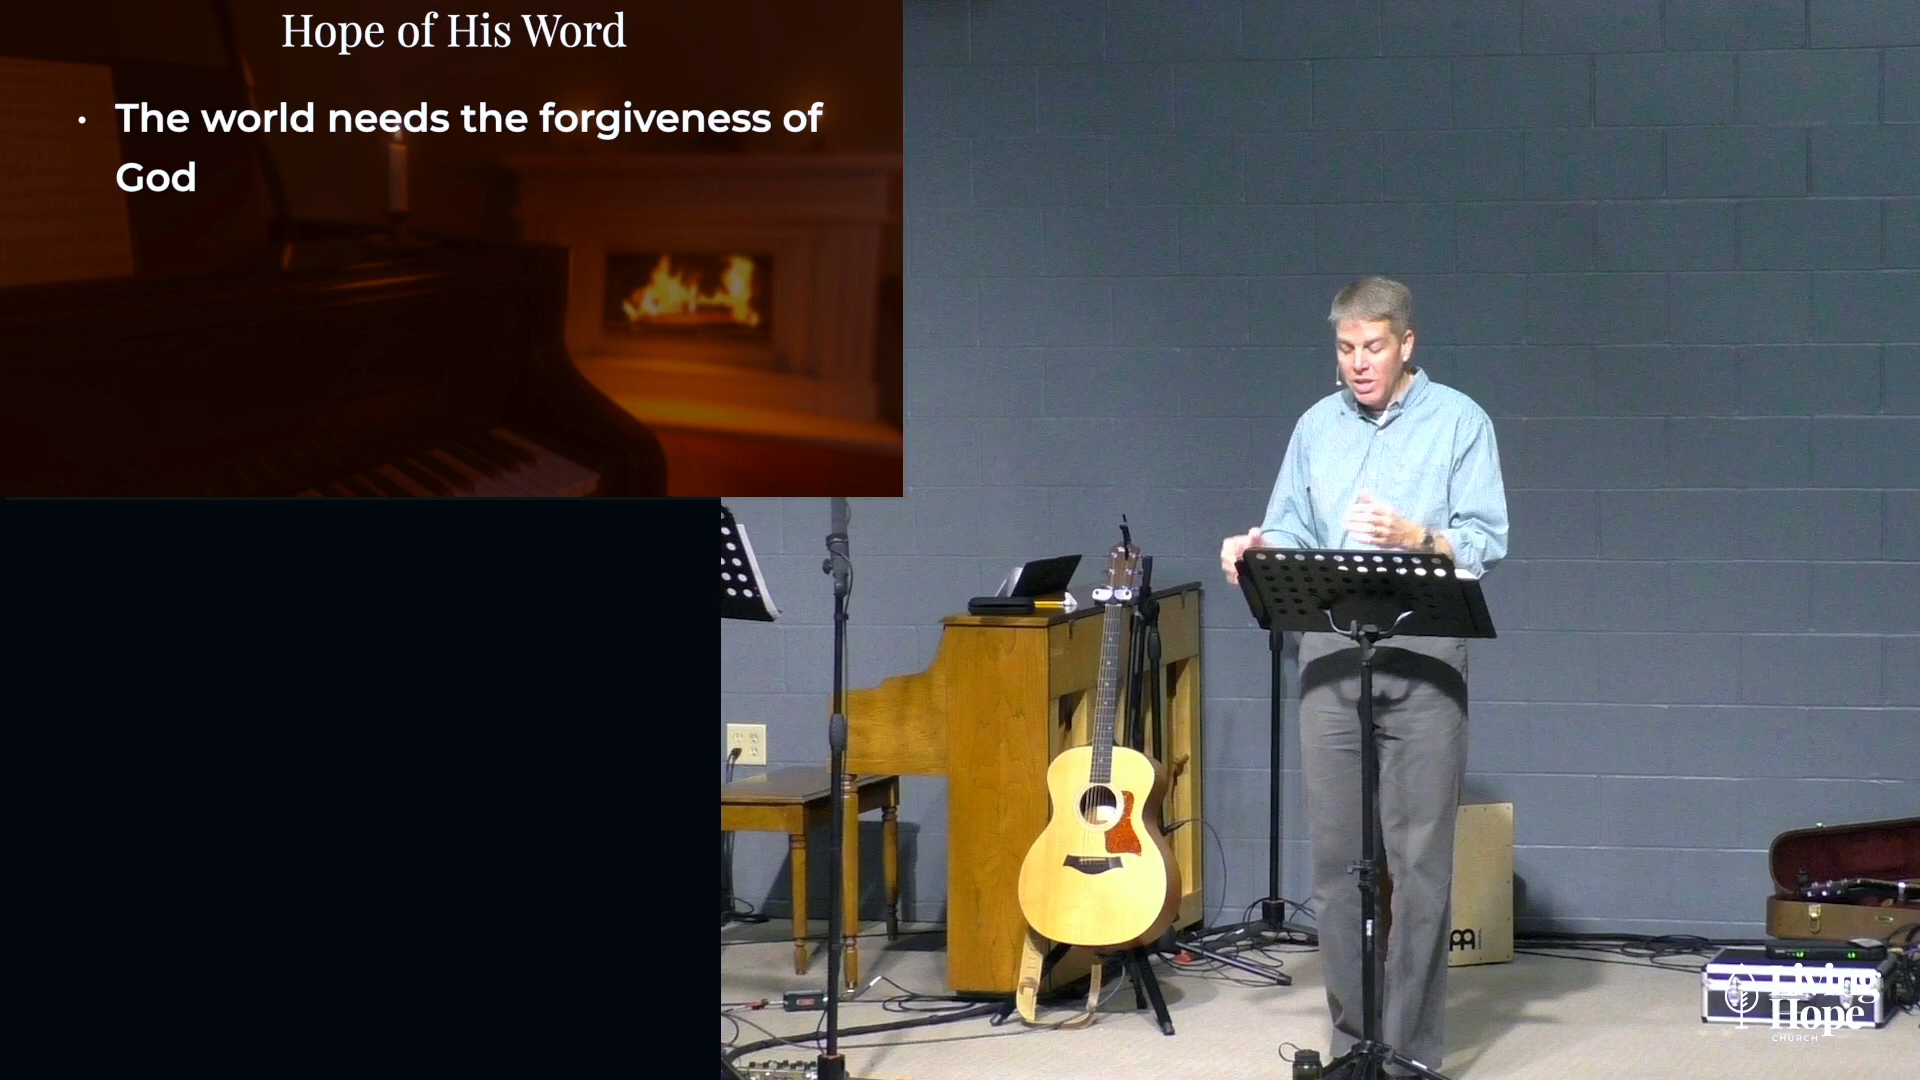 Hope of His Word
• The world needs the forgiveness of
God
Living
Hope
CHURCH